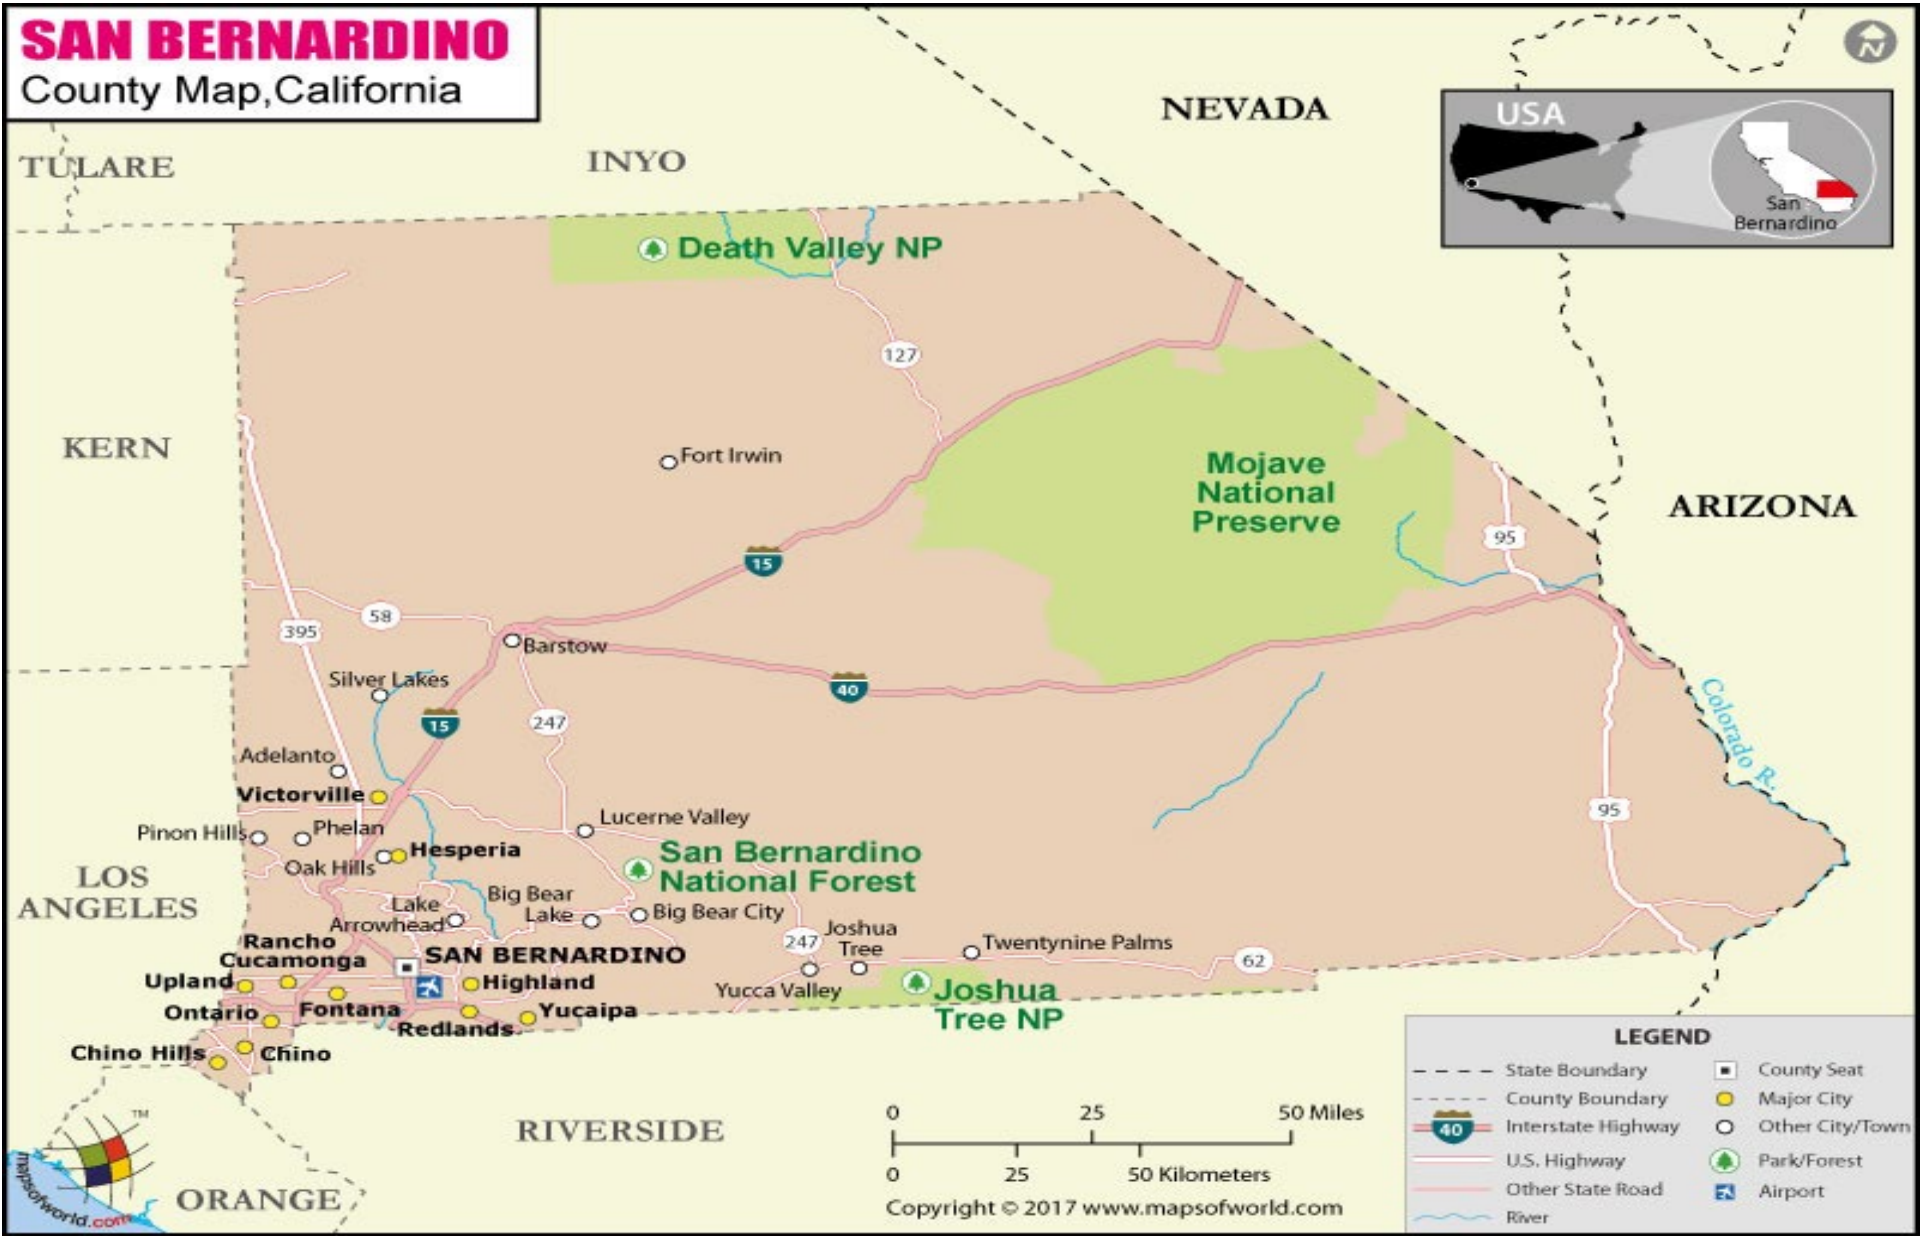 SAN BERNARDINO
County Map,California
NEVADA
USA
San
Bernardino
N
TULARE
INYO
Death Valley NP
127
KERN
Fort Irwin
Mojave
National
Preserve
ARIZONA
95
15
58
395
Barstow
Silver Lakes
40
15
247
Colorado R.
Adelanto
Victorville
95
Pinon Hills
Phelan
Lucerne Valley
Hesperia
Oak Hills
San Bernardino
National Forest
LOS
ANGELES
Big Bear
Lake
Lake
Arrowhead
Big Bear City
Joshua
Tree
247
Twentynine Palms
62
Rancho
Cucamonga
SAN BERNARDINO
Upland
Highland
Yucca Valley
Joshua
Tree NP
Ontario
Fontana
Yucaipa
Redlands
Chino Hills
Chino
RIVERSIDE
ORANGE
TM
mapsofworld.com
0 25 50 Miles
0 25 50 Kilometers
Copyright © 2017 www.mapsofworld.com
LEGEND
State Boundary
County Boundary
40 Interstate Highway
U.S. Highway
Other State Road
River
County Seat
Major City
Other City/Town
Park/Forest
Airport